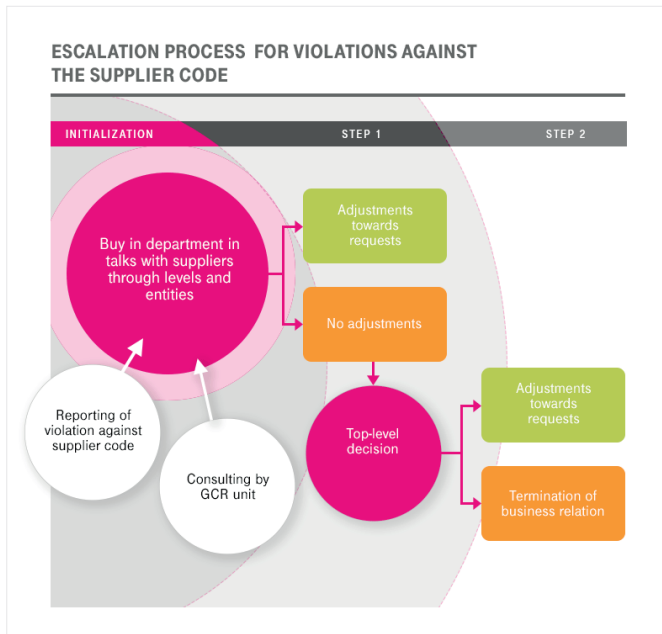 ESCALATION PROCESS FOR VIOLATIONS AGAINST
THE SUPPLIER CODE
INITIALIZATION
STEP 1
STEP 2
Buy in department in
talks with suppliers
through levels and
entities
Adjustments
towards
requests
No adjustments
Reporting of
violation against
supplier code
Consulting by
GCR unit
Top-level
decision
Adjustments
towards
requests
Termination of
business relation